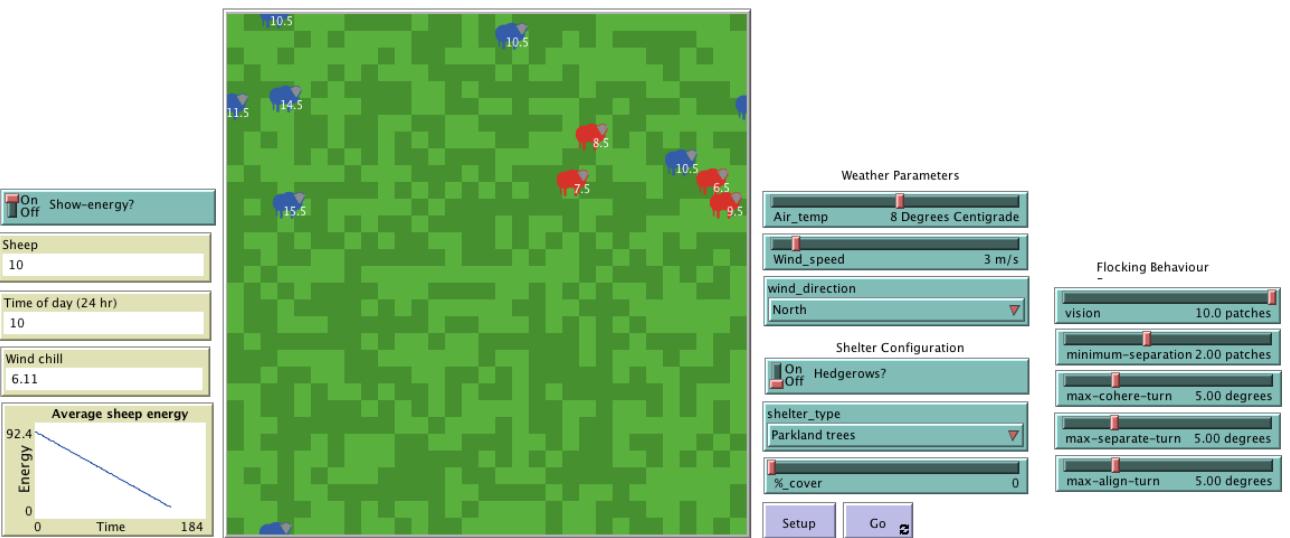 On
Off
Show-energy?
Sheep
10
Time of day (24 hr)
10
Wind chill
6.11
Average sheep energy
92.4
Energy
0
0
Time
184
10.5
10.5
14.5
11.5
8.5
10.5
7.5
6.5
9.5
15.5
Weather Parameters
Air_temp 8 Degrees Centigrade
Wind_speed 3 m/s
wind_direction
North
Shelter Configuration
On
Off
Hedgerows?
shelter_type
Parkland trees
%_cover 0
Setup
Go
Flocking Behaviour
vision 10.0 patches
minimum-separation 2.00 patches
max-cohere-turn 5.00 degrees
max-separate-turn 5.00 degrees
max-align-turn 5.00 degrees